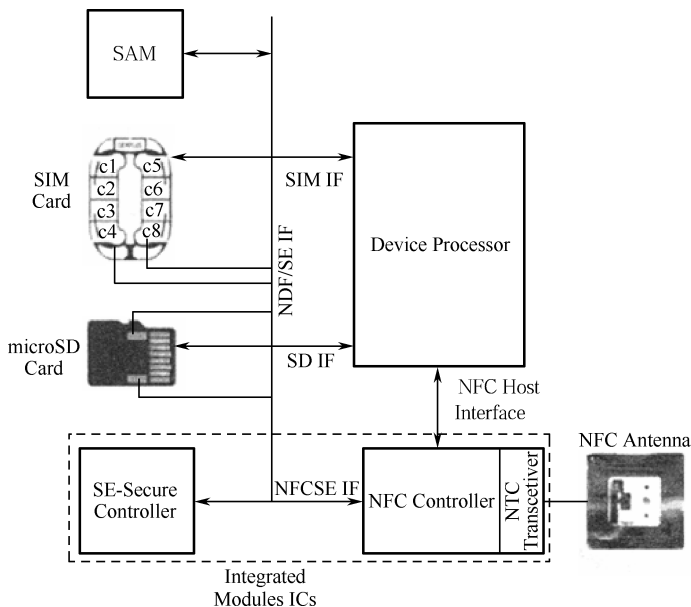 SAM
c1
c5
c2
c6
c3
c7
c4
c8
SIM
Card
SIM IF
Device Processor
NDF/SE IF
microSD
Card
SD IF
NFC Host
Interface
NFC Antenna
SE-Secure
Controller
NFCSE IF
NFC Controller
NTC
Transcetiver
Integrated
Modules ICs